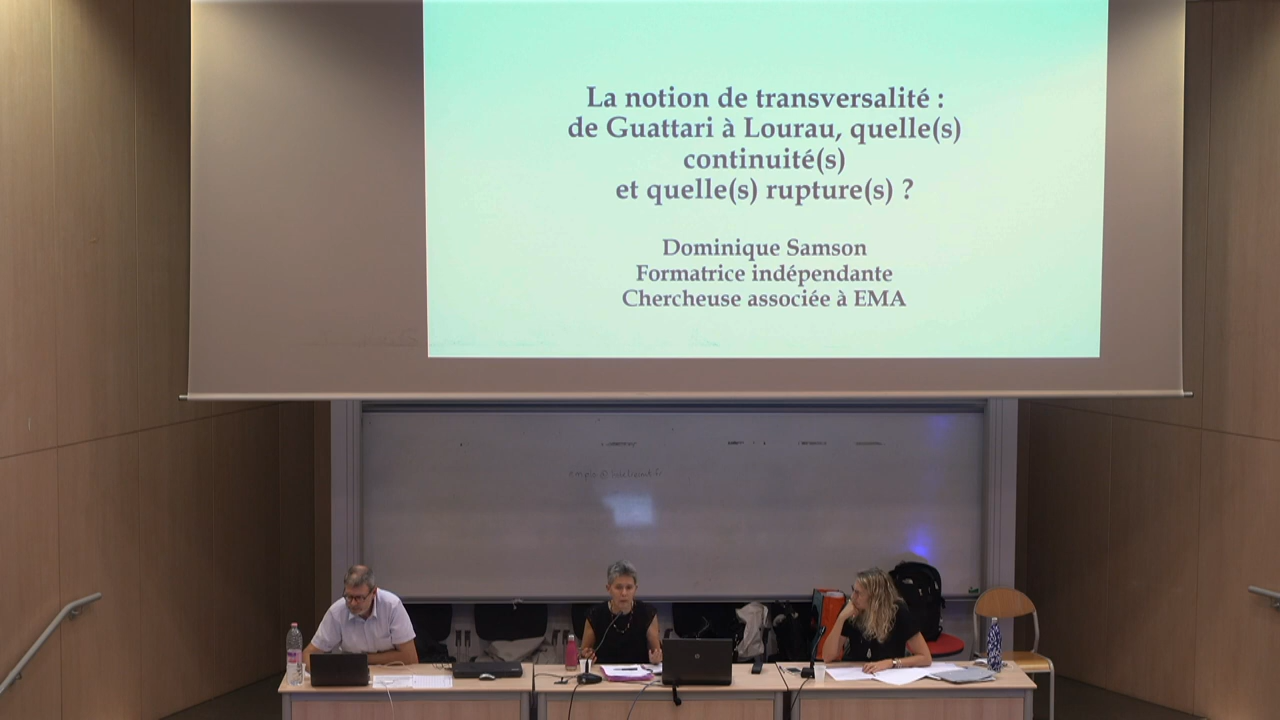 La notion de transversalité :
de Guattari à Lourau, quelle(s)
continuité(s)
et quelle(s) rupture(s) ?
Dominique Samson
Formatrice indépendante
Chercheuse associée à EMA